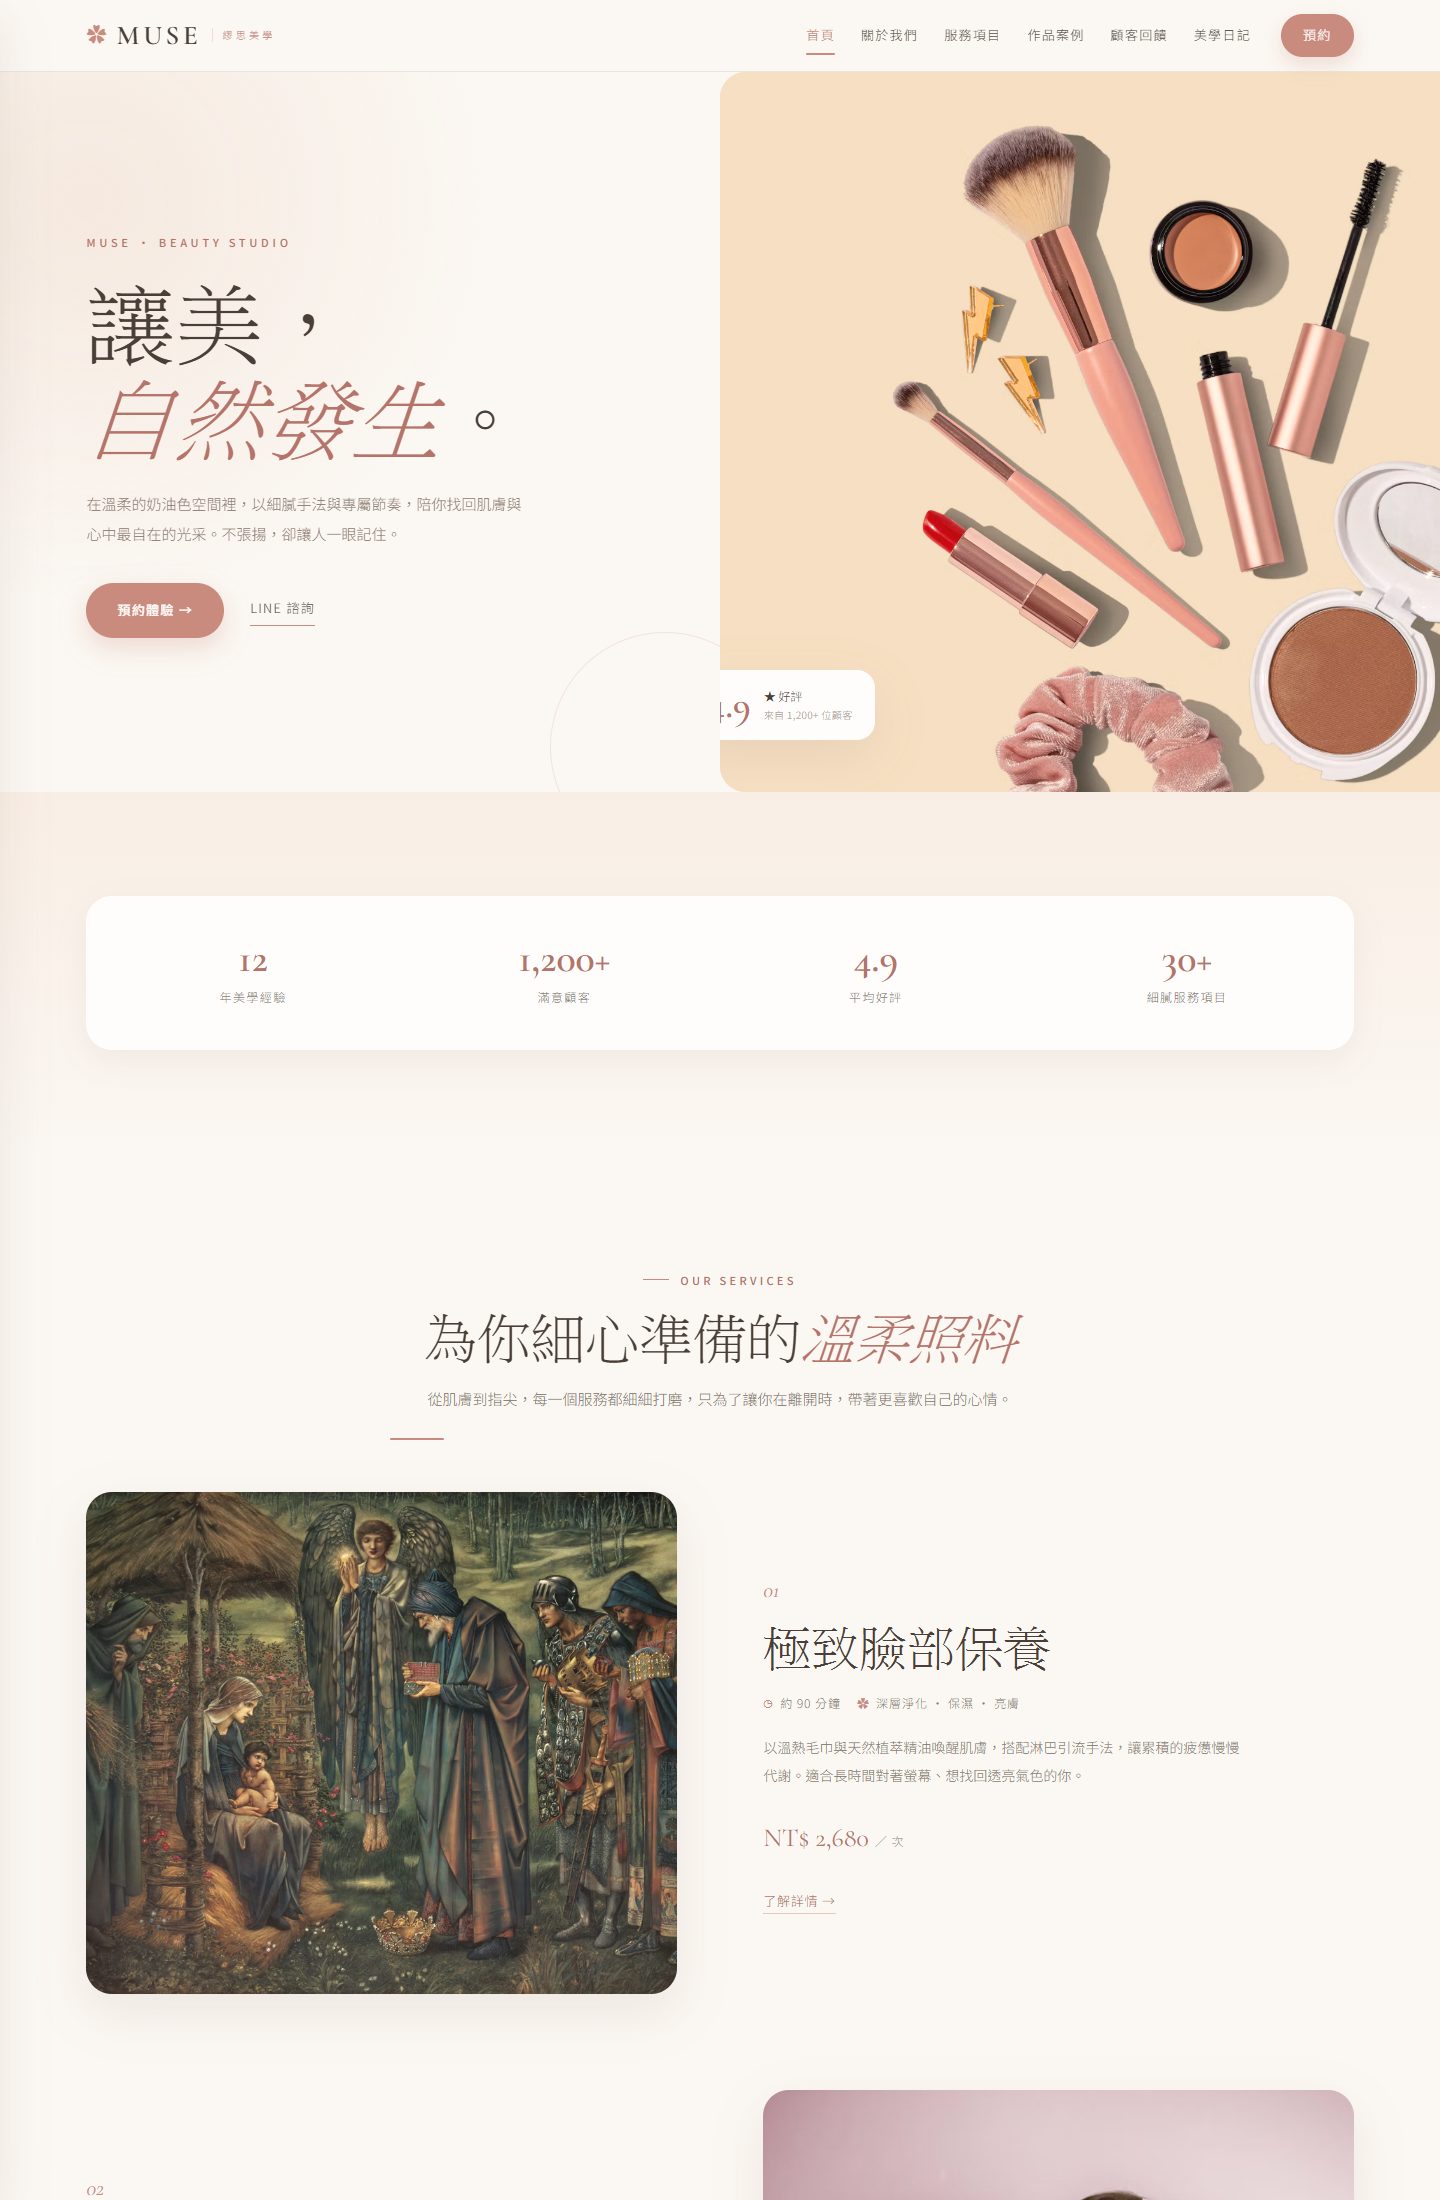 MUSE 繆思美學
首頁 關於我們 服務項目 作品案例 顧客回饋 美學日記 預約
MUSE • BEAUTY STUDIO
讓美，
自然發生。
在溫柔的奶油色空間裡，以細膩手法與專屬節奏，陪你找回肌膚與
心中最自在的光采。不張揚，卻讓人一眼記住。
預約體驗 →
LINE 諮詢
4.9
★ 好評
來自 1,200+ 位顧客
12
年美學經驗
1,200+
滿意顧客
4.9
平均好評
30+
細膩服務項目
OUR SERVICES
為你細心準備的溫柔照料
從肌膚到指尖，每一個服務都細細打磨，只為了讓你在離開時，帶著更喜歡自己的心情。
01
極致臉部保養
約 90 分鐘 深層淨化 • 保濕 • 亮膚
以溫熱毛巾與天然植萃精油喚醒肌膚，搭配淋巴引流手法，讓累積的疲憊慢慢
代謝。適合長時間對著螢幕、想找回透亮氣色的你。
NT$ 2,680 ／ 次
了解詳情 →
02